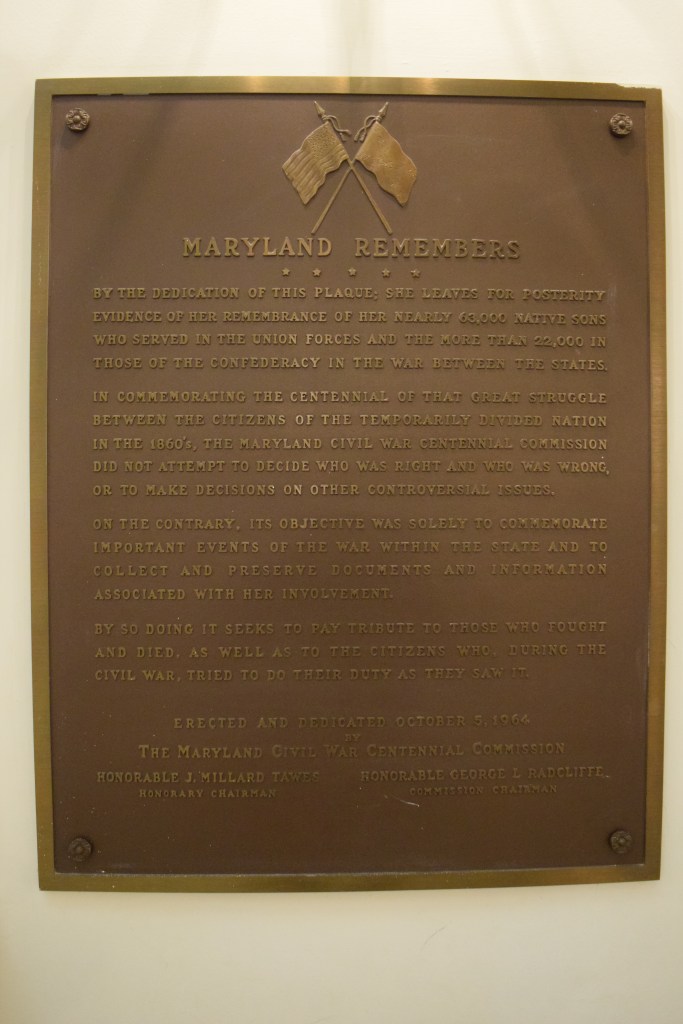 MARYLAND REMEMBERS
BY THE DEDICATION OF THIS PLAQUE; SHE LEAVES FOR POSTERITY
EVIDENCE OF HER REMEMBRANCE OF HER NEARLY 63,000 NATIVE SONS
WHO SERVED IN THE UNION FORCES AND THE MORE THAN 22,000 IN
THOSE OF THE CONFEDERACY IN THE WAR BETWEEN THE STATES.
IN COMMEMORATING THE CENTENNIAL OF THAT GREAT STRUGGLE
BETWEEN THE CITIZENS OF THE TEMPORARILY DIVIDED NATION
IN THE 1860's, THE MARYLAND CIVIL WAR CENTENNIAL COMMISSION
DID NOT ATTEMPT TO DECIDE WHO WAS RIGHT AND WHO WAS WRONG,
OR TO MAKE DECISIONS ON OTHER CONTROVERSIAL ISSUES.
ON THE CONTRARY, ITS OBJECTIVE WAS SOLELY TO COMMEMORATE
IMPORTANT EVENTS OF THE WAR WITHIN THE STATE AND TO
COLLECT AND PRESERVE DOCUMENTS AND INFORMATION
ASSOCIATED WITH HER INVOLVEMENT.
BY SO DOING IT SEEKS TO PAY TRIBUTE TO THOSE WHO FOUGHT
AND DIED, AS WELL AS TO THE CITIZENS WHO, DURING THE
CIVIL WAR, TRIED TO DO THEIR DUTY AS THEY SAW IT.
ERECTED AND DEDICATED OCTOBER 5, 1964
BY
THE MARYLAND CIVIL WAR CENTENNIAL COMMISSION
HONORABLE J. MILLARD TAWES HONORABLE GEORGE L. RADCLIFFE
HONORARY CHAIRMAN COMMISSION CHAIRMAN